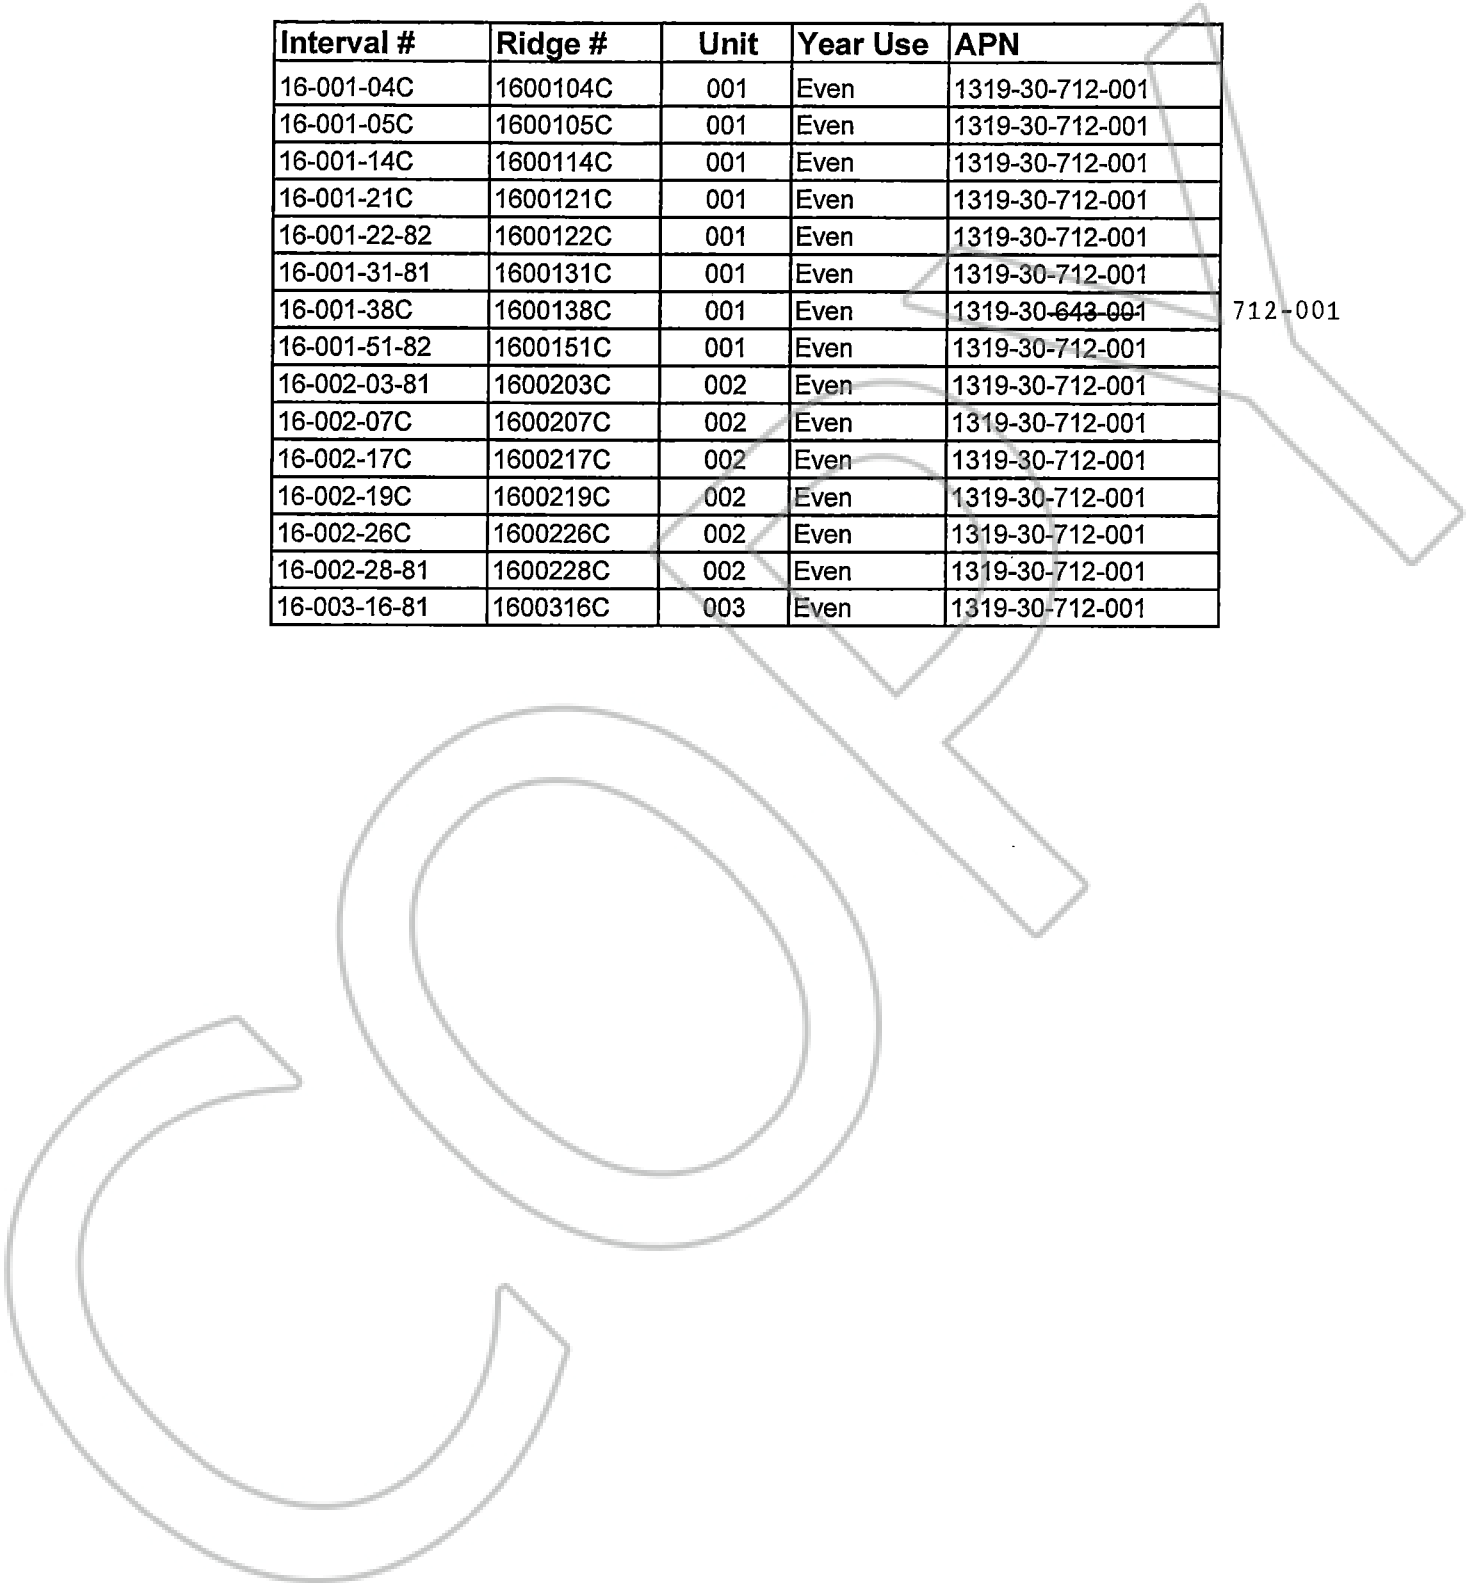 Interval # Ridge # Unit Year Use APN
16-001-04C 1600104C 001 Even 1319-30-712-001
16-001-05C 1600105C 001 Even 1319-30-712-001
16-001-14C 1600114C 001 Even 1319-30-712-001
16-001-21C 1600121C 001 Even 1319-30-712-001
16-001-22-82 1600122C 001 Even 1319-30-712-001
16-001-31-81 1600131C 001 Even 1319-30-712-001
16-001-38C 1600138C 001 Even 1319-30-643-001 712-001
16-001-51-82 1600151C 001 Even 1319-30-712-001
16-002-03-81 1600203C 002 Even 1319-30-712-001
16-002-07C 1600207C 002 Even 1319-30-712-001
16-002-17C 1600217C 002 Even 1319-30-712-001
16-002-19C 1600219C 002 Even 1319-30-712-001
16-002-26C 1600226C 002 Even 1319-30-712-001
16-002-28-81 1600228C 002 Even 1319-30-712-001
16-003-16-81 1600316C 003 Even 1319-30-712-001
COPY